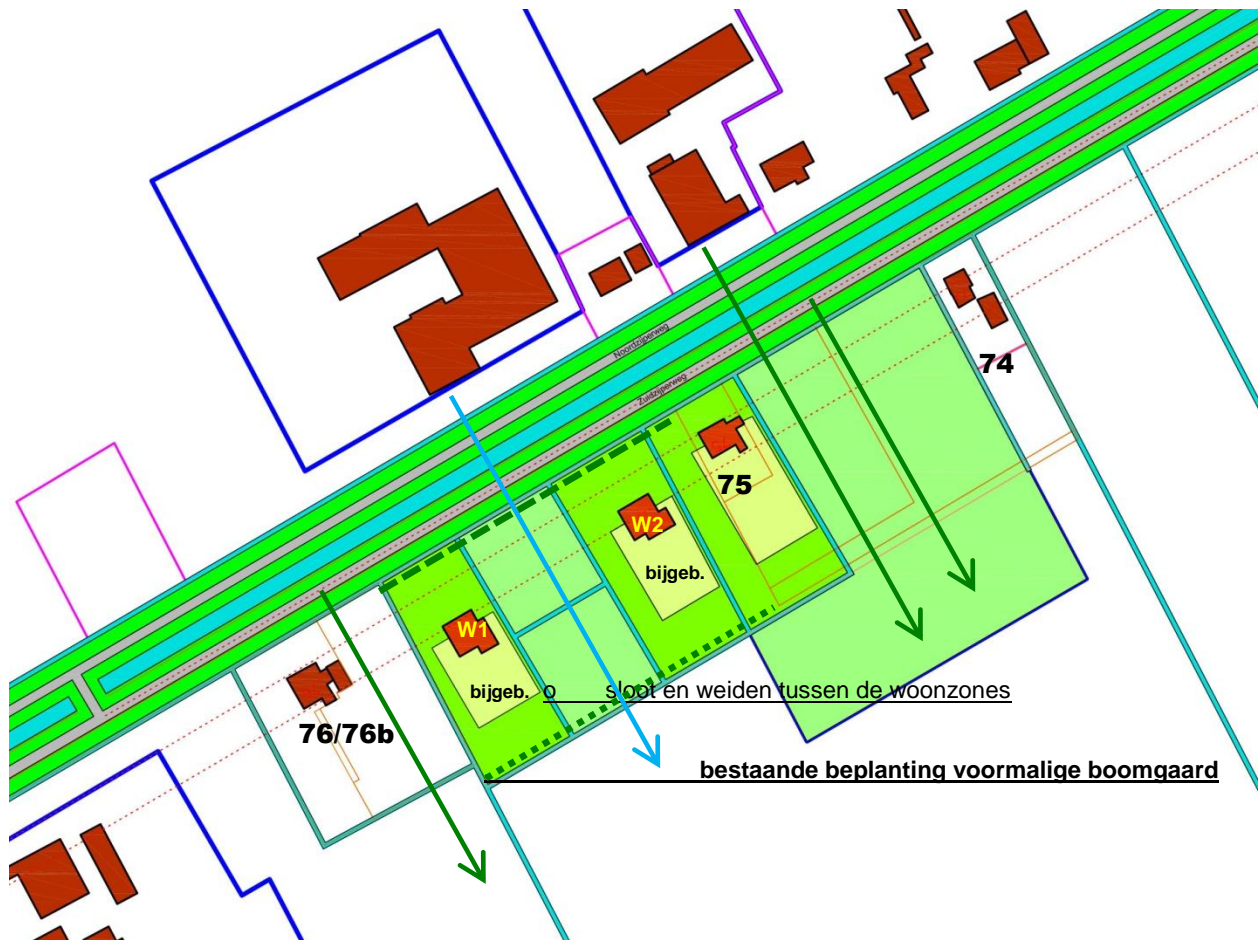 Noordzijperweg
Zuidzijperweg
74
75
W2
bijgeb.
W1
bijgeb.
o sloot en weiden tussen de woonzones
76/76b
bestaande beplanting voormalige boomgaard